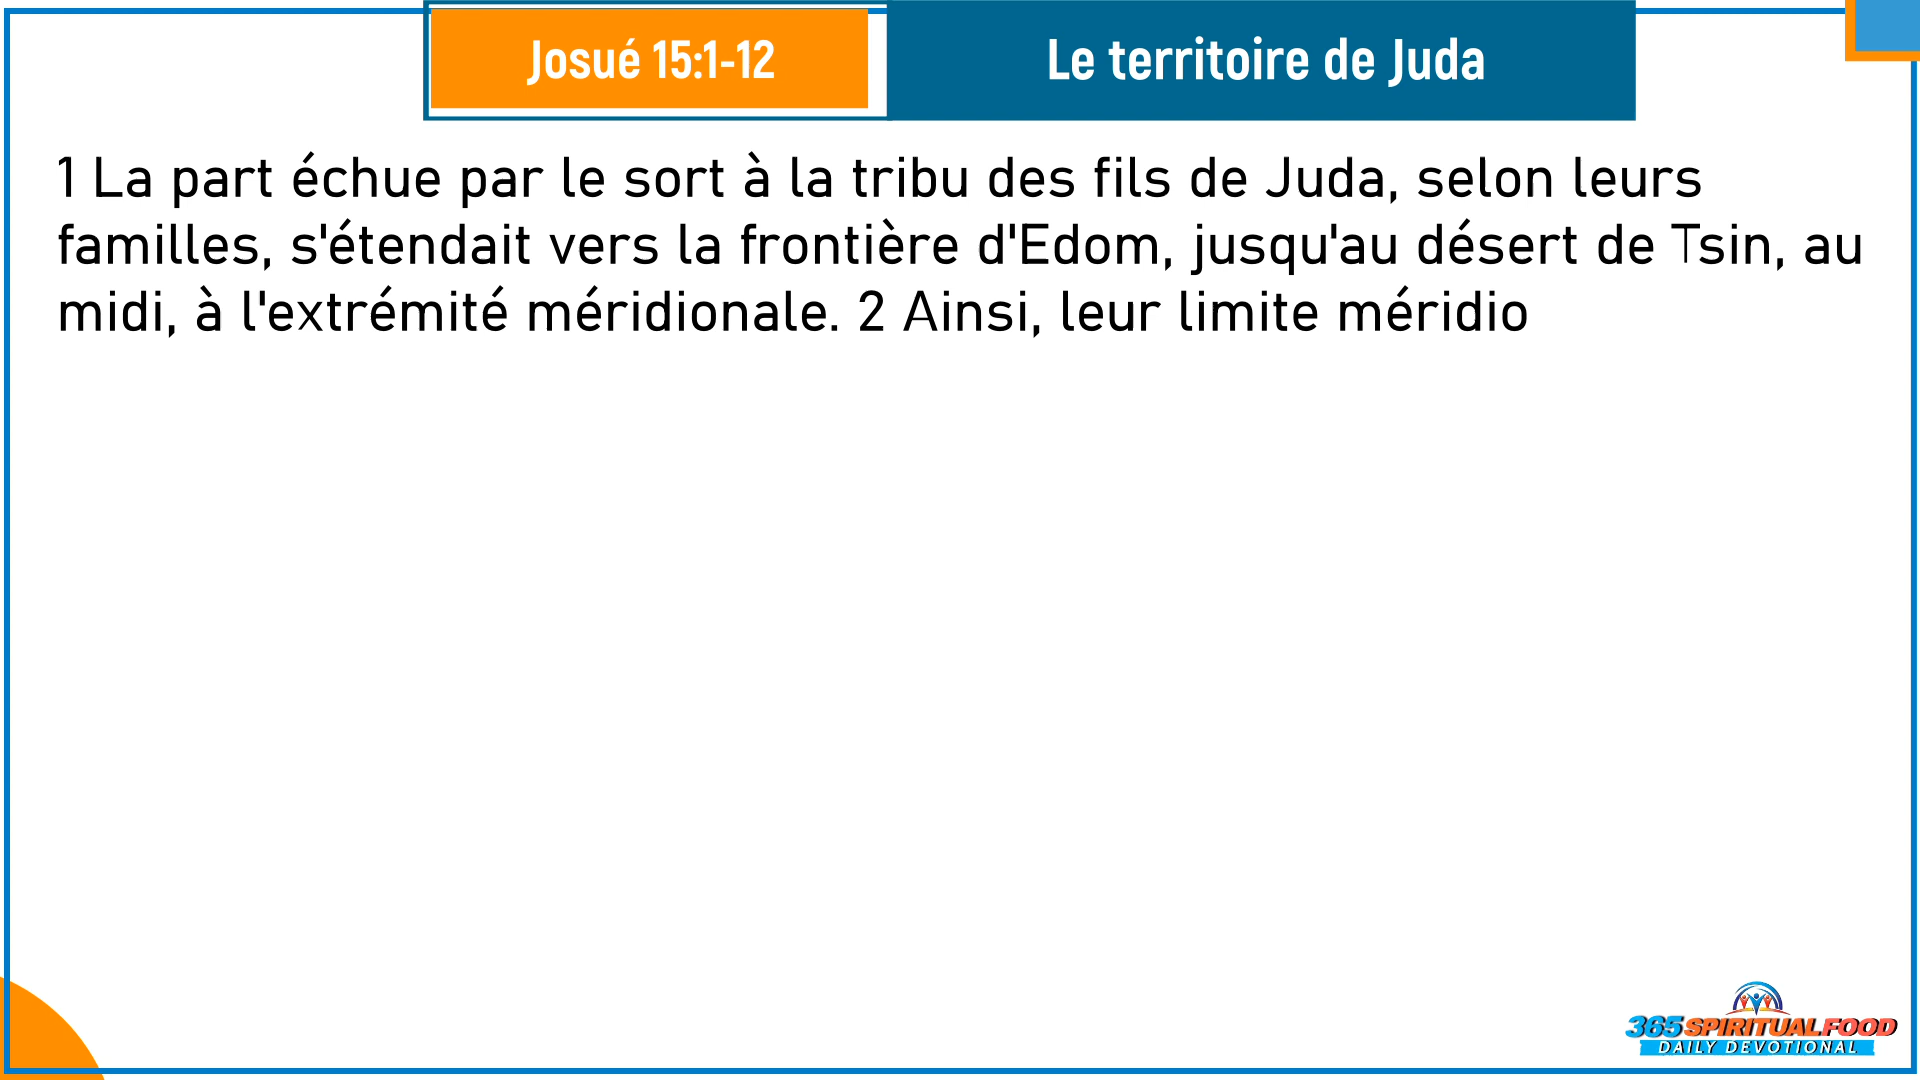 Josué 15:1-12
Le territoire de Juda
1 La part échue par le sort à la tribu des fils de Juda, selon leurs
familles, s'étendait vers la frontière d'Edom, jusqu'au désert de Tsin, au
midi, à l'extrémité méridionale. 2 Ainsi, leur limite méridio
365 SPIRITUAL FOOD
DAILY DEVOTIONAL